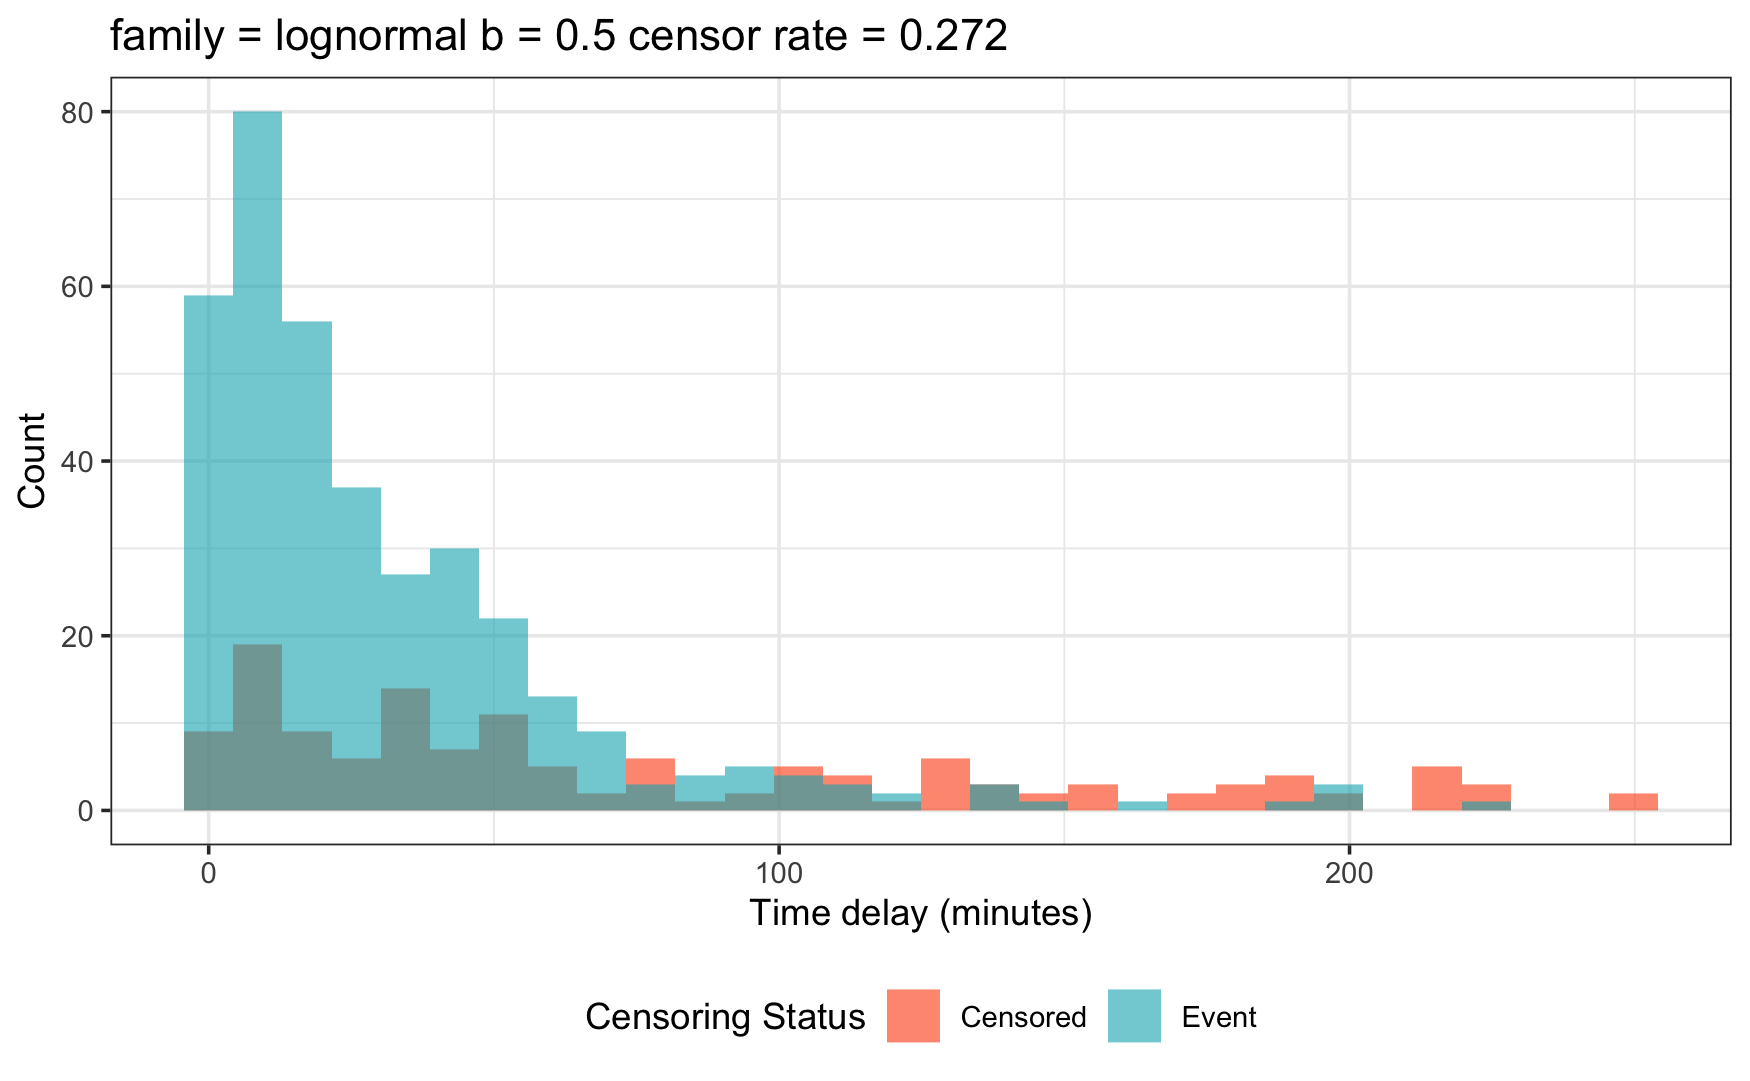 family = lognormal b = 0.5 censor rate = 0.272
80
60
40
20
0
Count
0 100 200
Time delay (minutes)
Censoring Status Censored Event